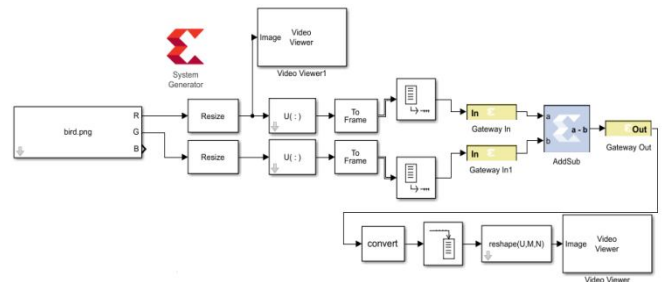 Image
Video
Viewer
Video Viewer1
System
Generator
bird.png
R
G
B
Resize
U( : )
To
Frame
In
Gateway In
a
b
a - b
AddSub
Out
Gateway Out
Resize
U( : )
To
Frame
In
Gateway In1
convert
reshape(U,M,N)
Image
Video
Viewer
Video Viewer